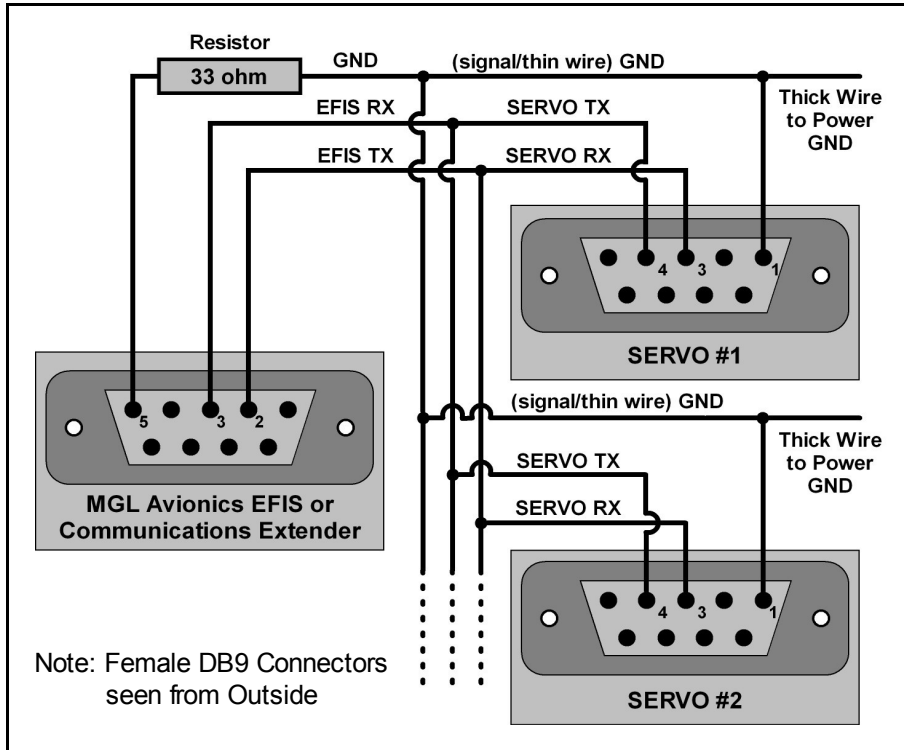 Resistor
33 ohm
GND
(signal/thin wire) GND
Thick Wire
to Power
GND
EFIS RX
SERVO TX
EFIS TX
SERVO RX
4
3
1
SERVO #1
5
3
2
MGL Avionics EFIS or
Communications Extender
(signal/thin wire) GND
Thick Wire
to Power
GND
SERVO TX
SERVO RX
4
3
1
SERVO #2
Note: Female DB9 Connectors
seen from Outside